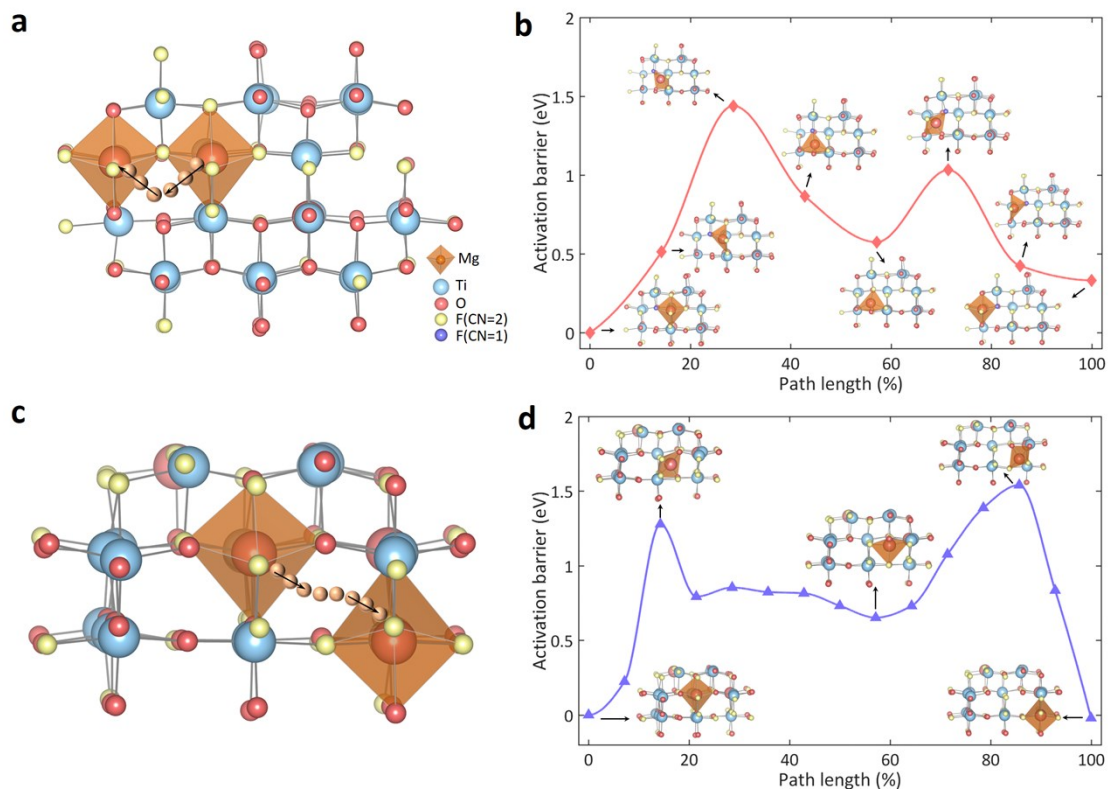 a
Mg
Ti
O
F(CN=2)
F(CN=1)
b
Activation barrier (eV)
2
1.5
1
0.5
0
0 20 40 60 80 100
Path length (%)
c
d
Activation barrier (eV)
2
1.5
1
0.5
0
0 20 40 60 80 100
Path length (%)